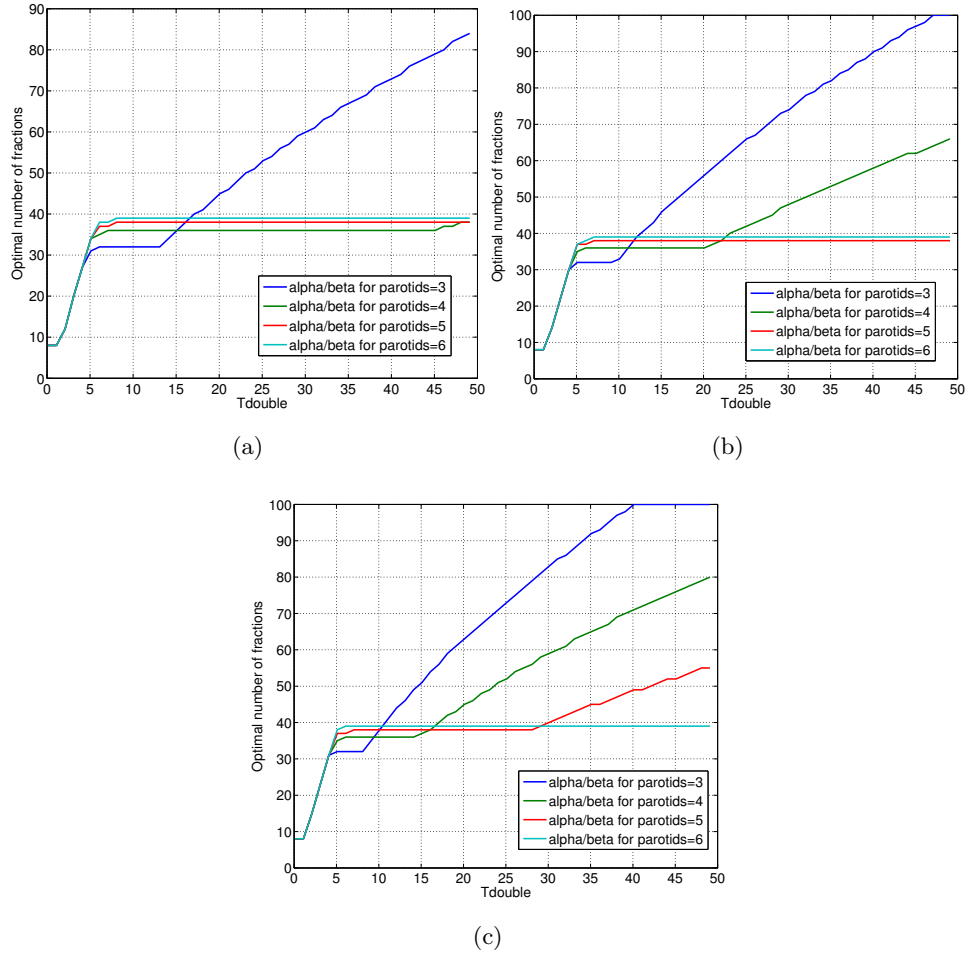 90
80
70
60
50
40
30
20
10
0
Optimal number of fractions
0 5 10 15 20 25 30 35 40 45 50
Tdouble
alpha/beta for parotids=3
alpha/beta for parotids=4
alpha/beta for parotids=5
alpha/beta for parotids=6
(a)
100
90
80
70
60
50
40
30
20
10
0
Optimal number of fractions
0 5 10 15 20 25 30 35 40 45 50
Tdouble
alpha/beta for parotids=3
alpha/beta for parotids=4
alpha/beta for parotids=5
alpha/beta for parotids=6
(b)
100
90
80
70
60
50
40
30
20
10
0
Optimal number of fractions
0 5 10 15 20 25 30 35 40 45 50
Tdouble
alpha/beta for parotids=3
alpha/beta for parotids=4
alpha/beta for parotids=5
alpha/beta for parotids=6
(c)